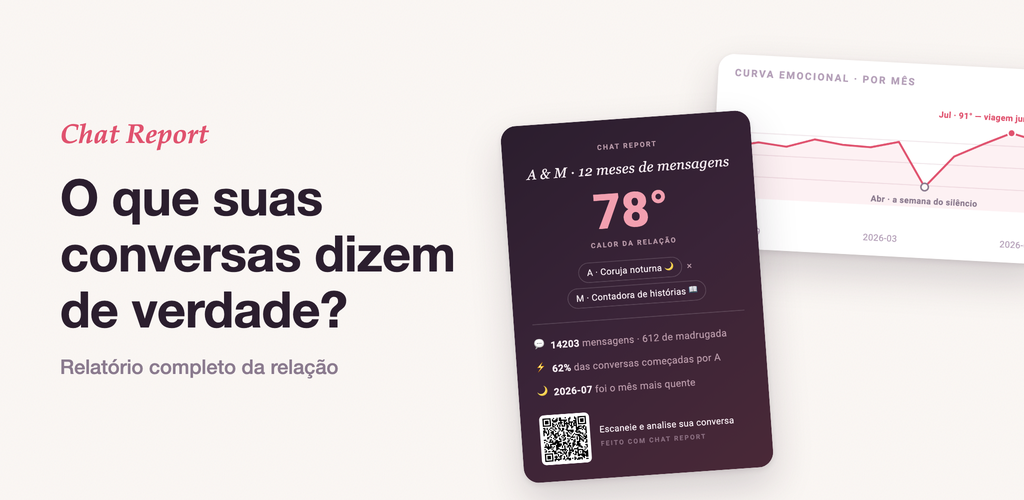 Chat Report
O que suas
conversas dizem
de verdade?
Relatório completo da relação
CHAT REPORT
A & M · 12 meses de mensagens
78°
CALOR DA RELAÇÃO
A · Coruja noturna 🌙 ×
M · Contadora de histórias 📖
💬 14203 mensagens · 612 de madrugada
⚡ 62% das conversas começadas por A
🌙 2026-07 foi o mês mais quente
Escaneie e analise sua conversa
FEITO COM CHAT REPORT
CURVA EMOCIONAL · POR MÊS
Jul · 91° — viagem
Abr · a semana do silêncio
2026-03
2026-